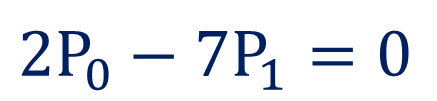 2P₀ − 7P₁ = 0